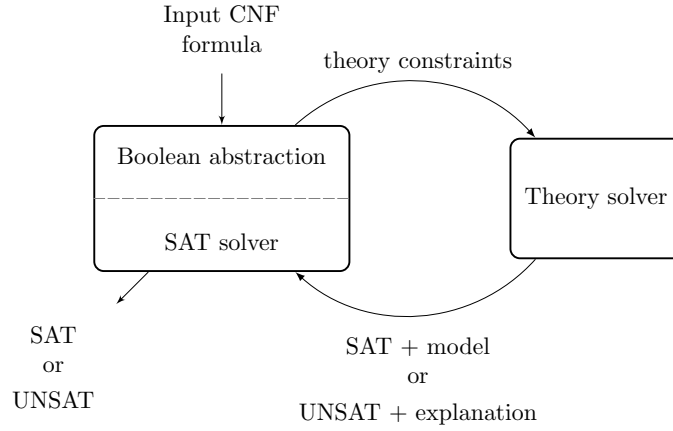 Input CNF
formula
theory constraints
Boolean abstraction
Theory solver
SAT solver
SAT
or
UNSAT
SAT + model
or
UNSAT + explanation